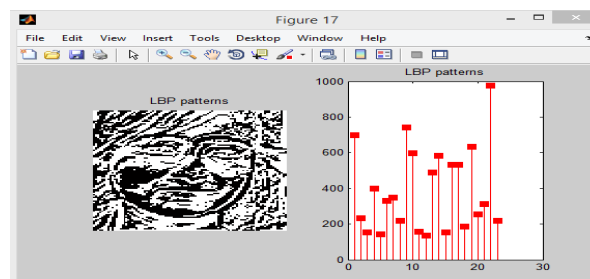 Figure 17
File Edit View Insert Tools Desktop Window Help
LBP patterns
LBP patterns
1000
800
600
400
200
0
0 10 20 30